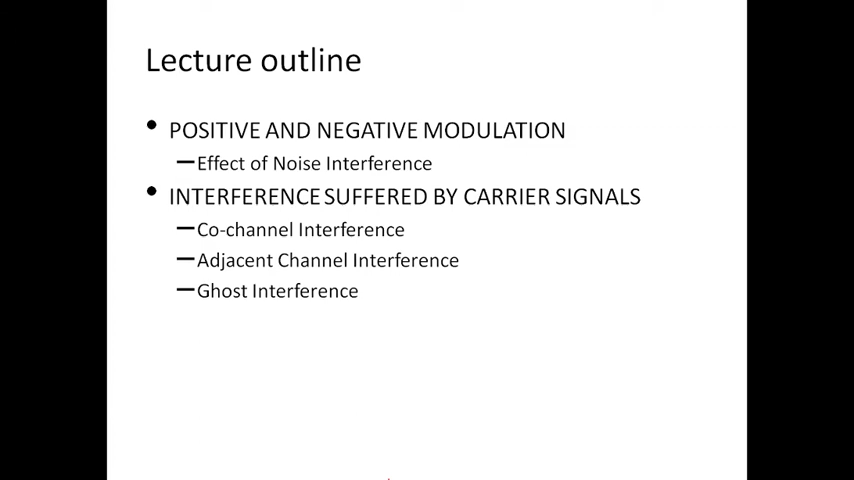 Lecture outline
• POSITIVE AND NEGATIVE MODULATION
–Effect of Noise Interference
• INTERFERENCE SUFFERED BY CARRIER SIGNALS
–Co-channel Interference
–Adjacent Channel Interference
–Ghost Interference